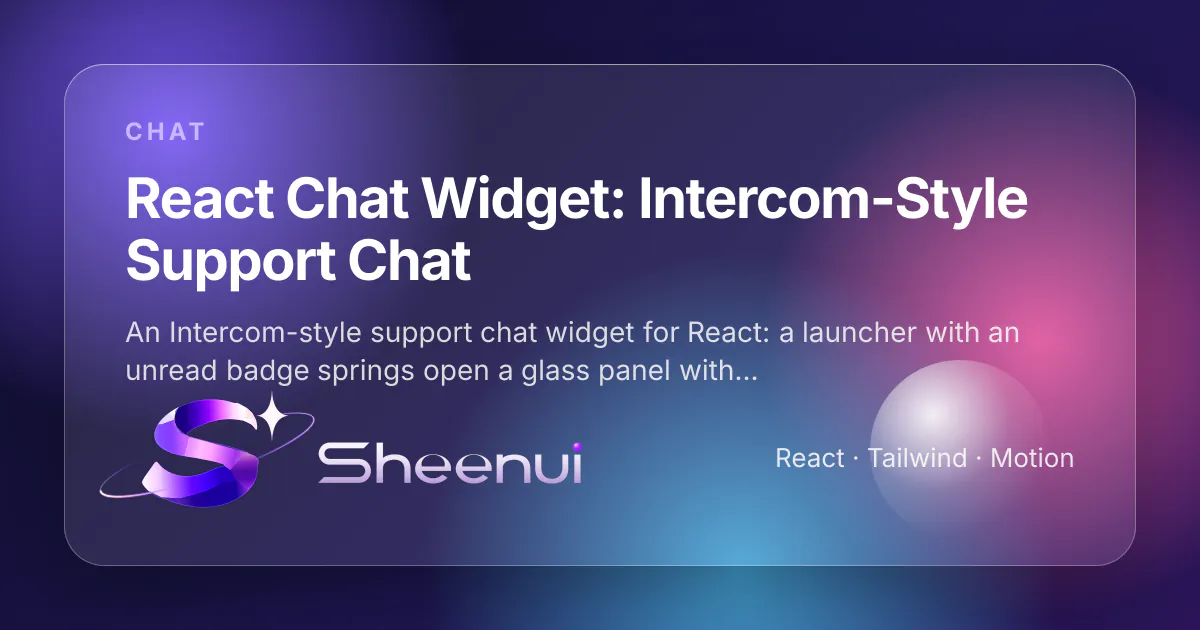 CHAT
React Chat Widget: Intercom-Style
Support Chat
An Intercom-style support chat widget for React: a launcher with an
unread badge springs open a glass panel with...
Sheenui
React · Tailwind · Motion